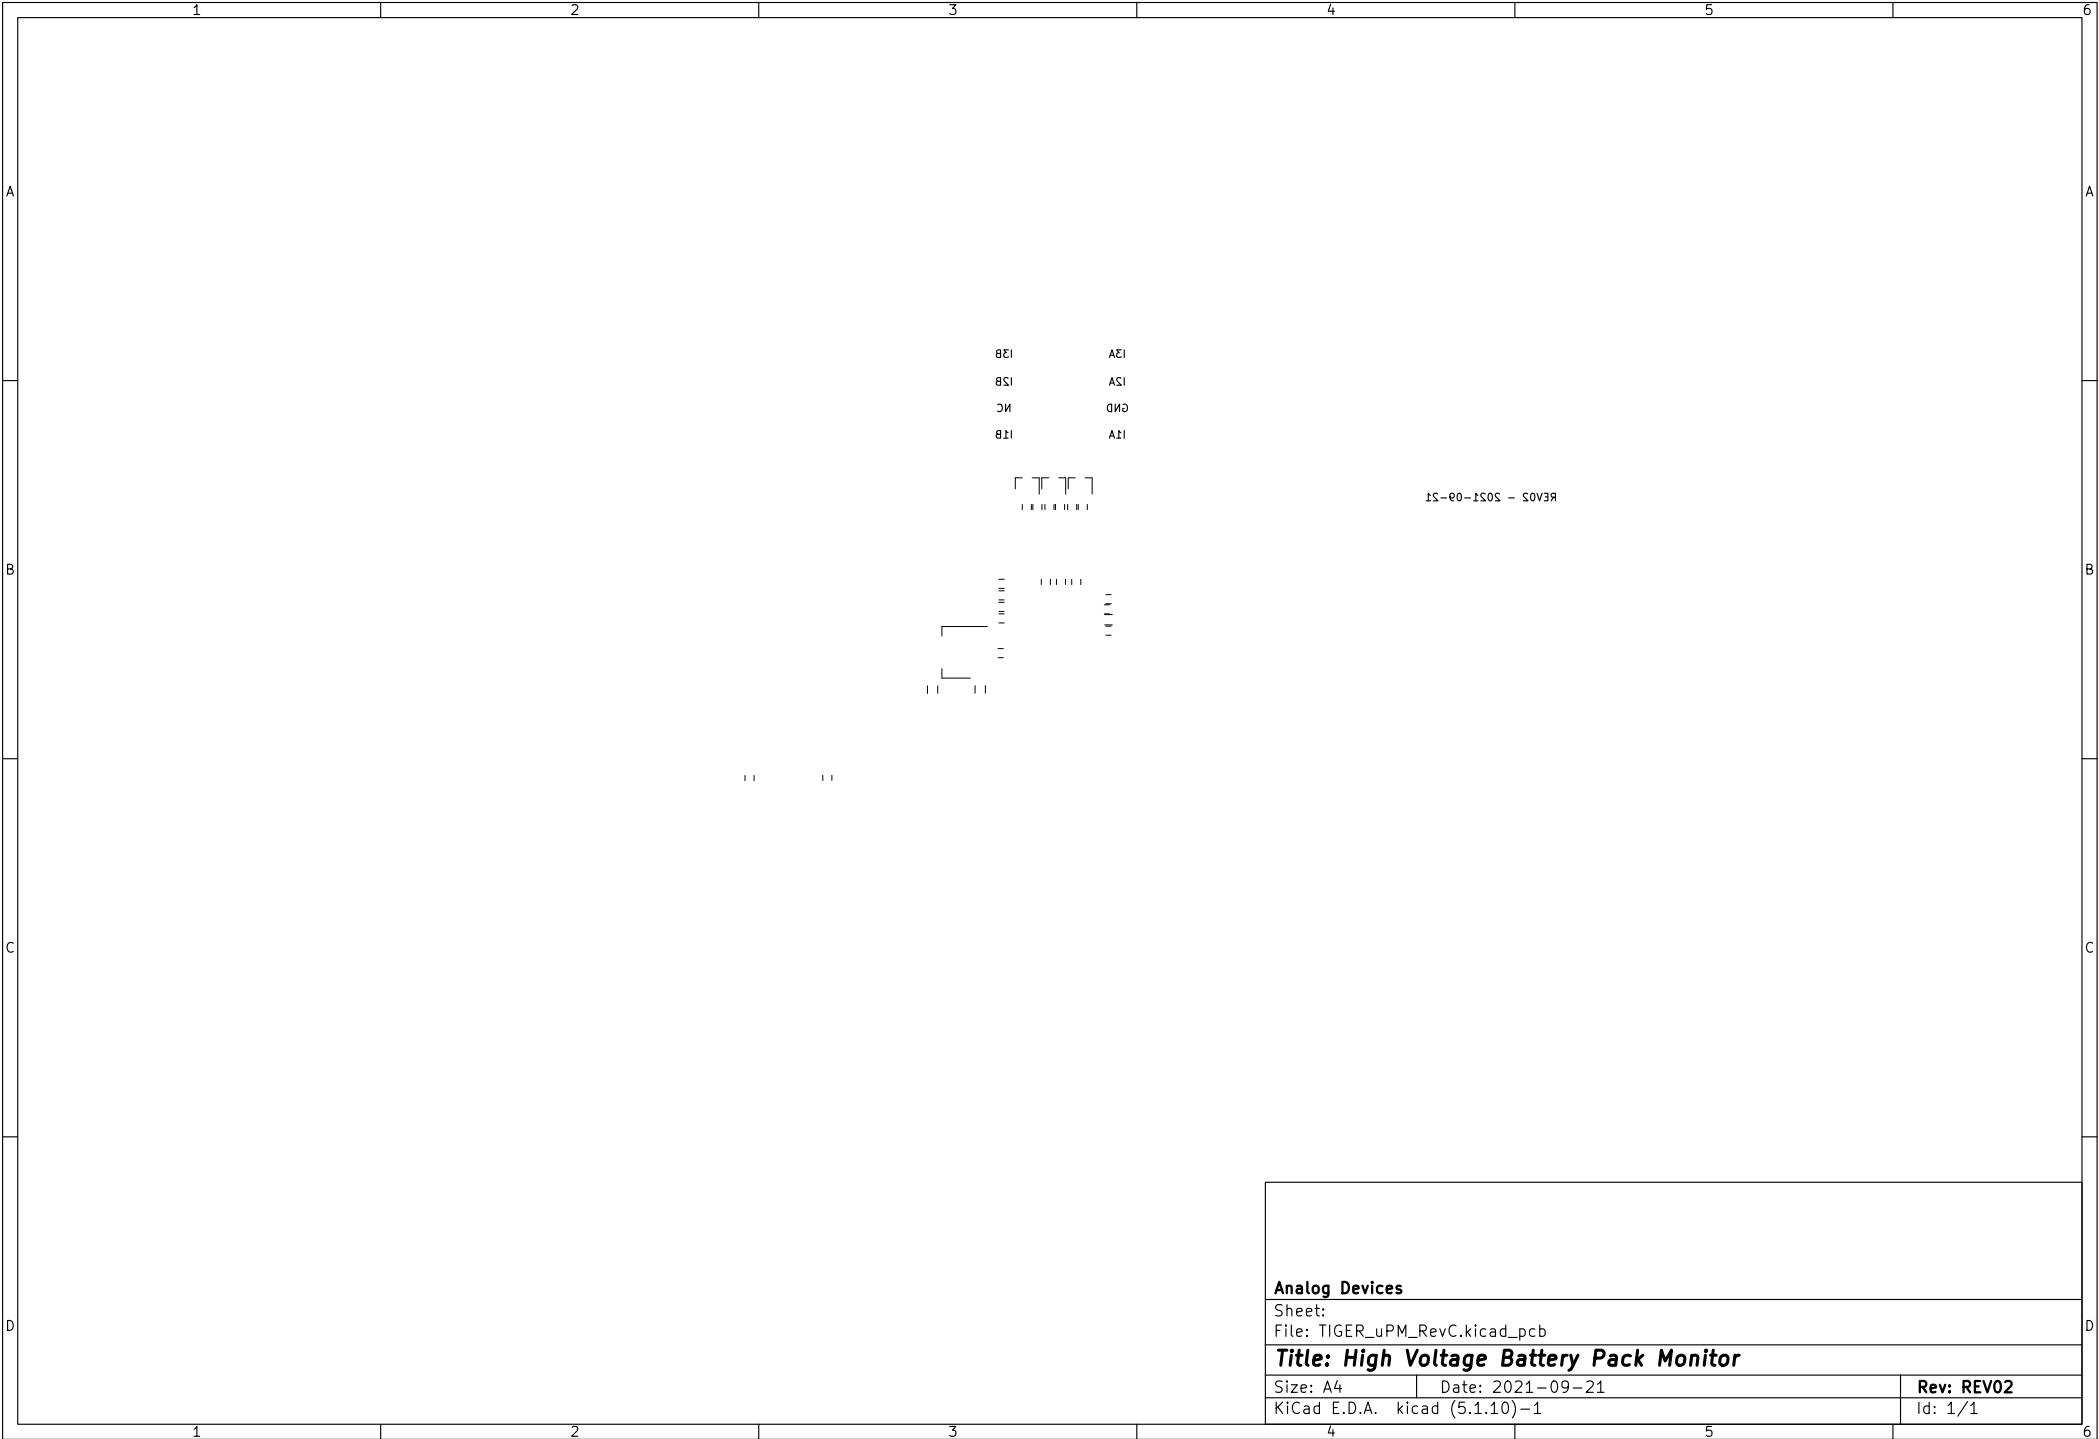 1 2 3 4 5 6
A A
I3B I3A
I2B I2A
NC GND
I1B I1A
REV02 - 2021-09-21
B B
C C
Analog Devices
Sheet:
D D
File: TIGER_uPM_RevC.kicad_pcb
Title: High Voltage Battery Pack Monitor
Size: A4 Date: 2021-09-21 Rev: REV02
KiCad E.D.A. kicad (5.1.10)-1 Id: 1/1
1 2 3 4 5 6